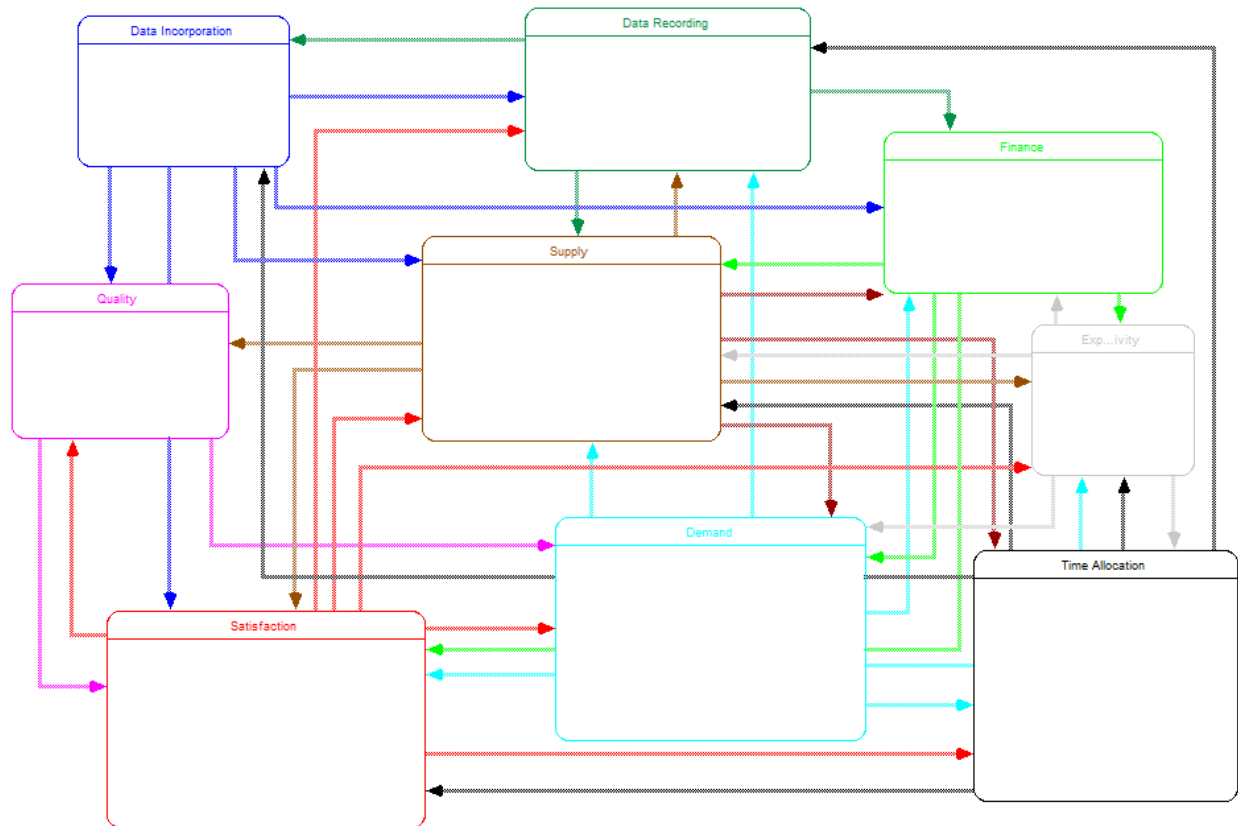 Data Incorporation
Data Recording
Finance
Supply
Quality
Exp...ivity
Demand
Time Allocation
Satisfaction